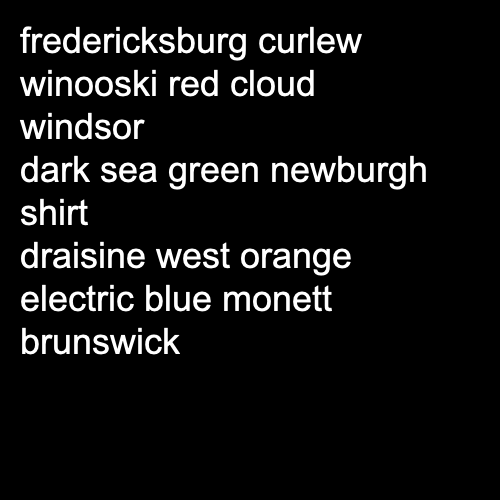 fredericksburg curlew
winooski red cloud
windsor
dark sea green newburgh
shirt
draisine west orange
electric blue monett
brunswick